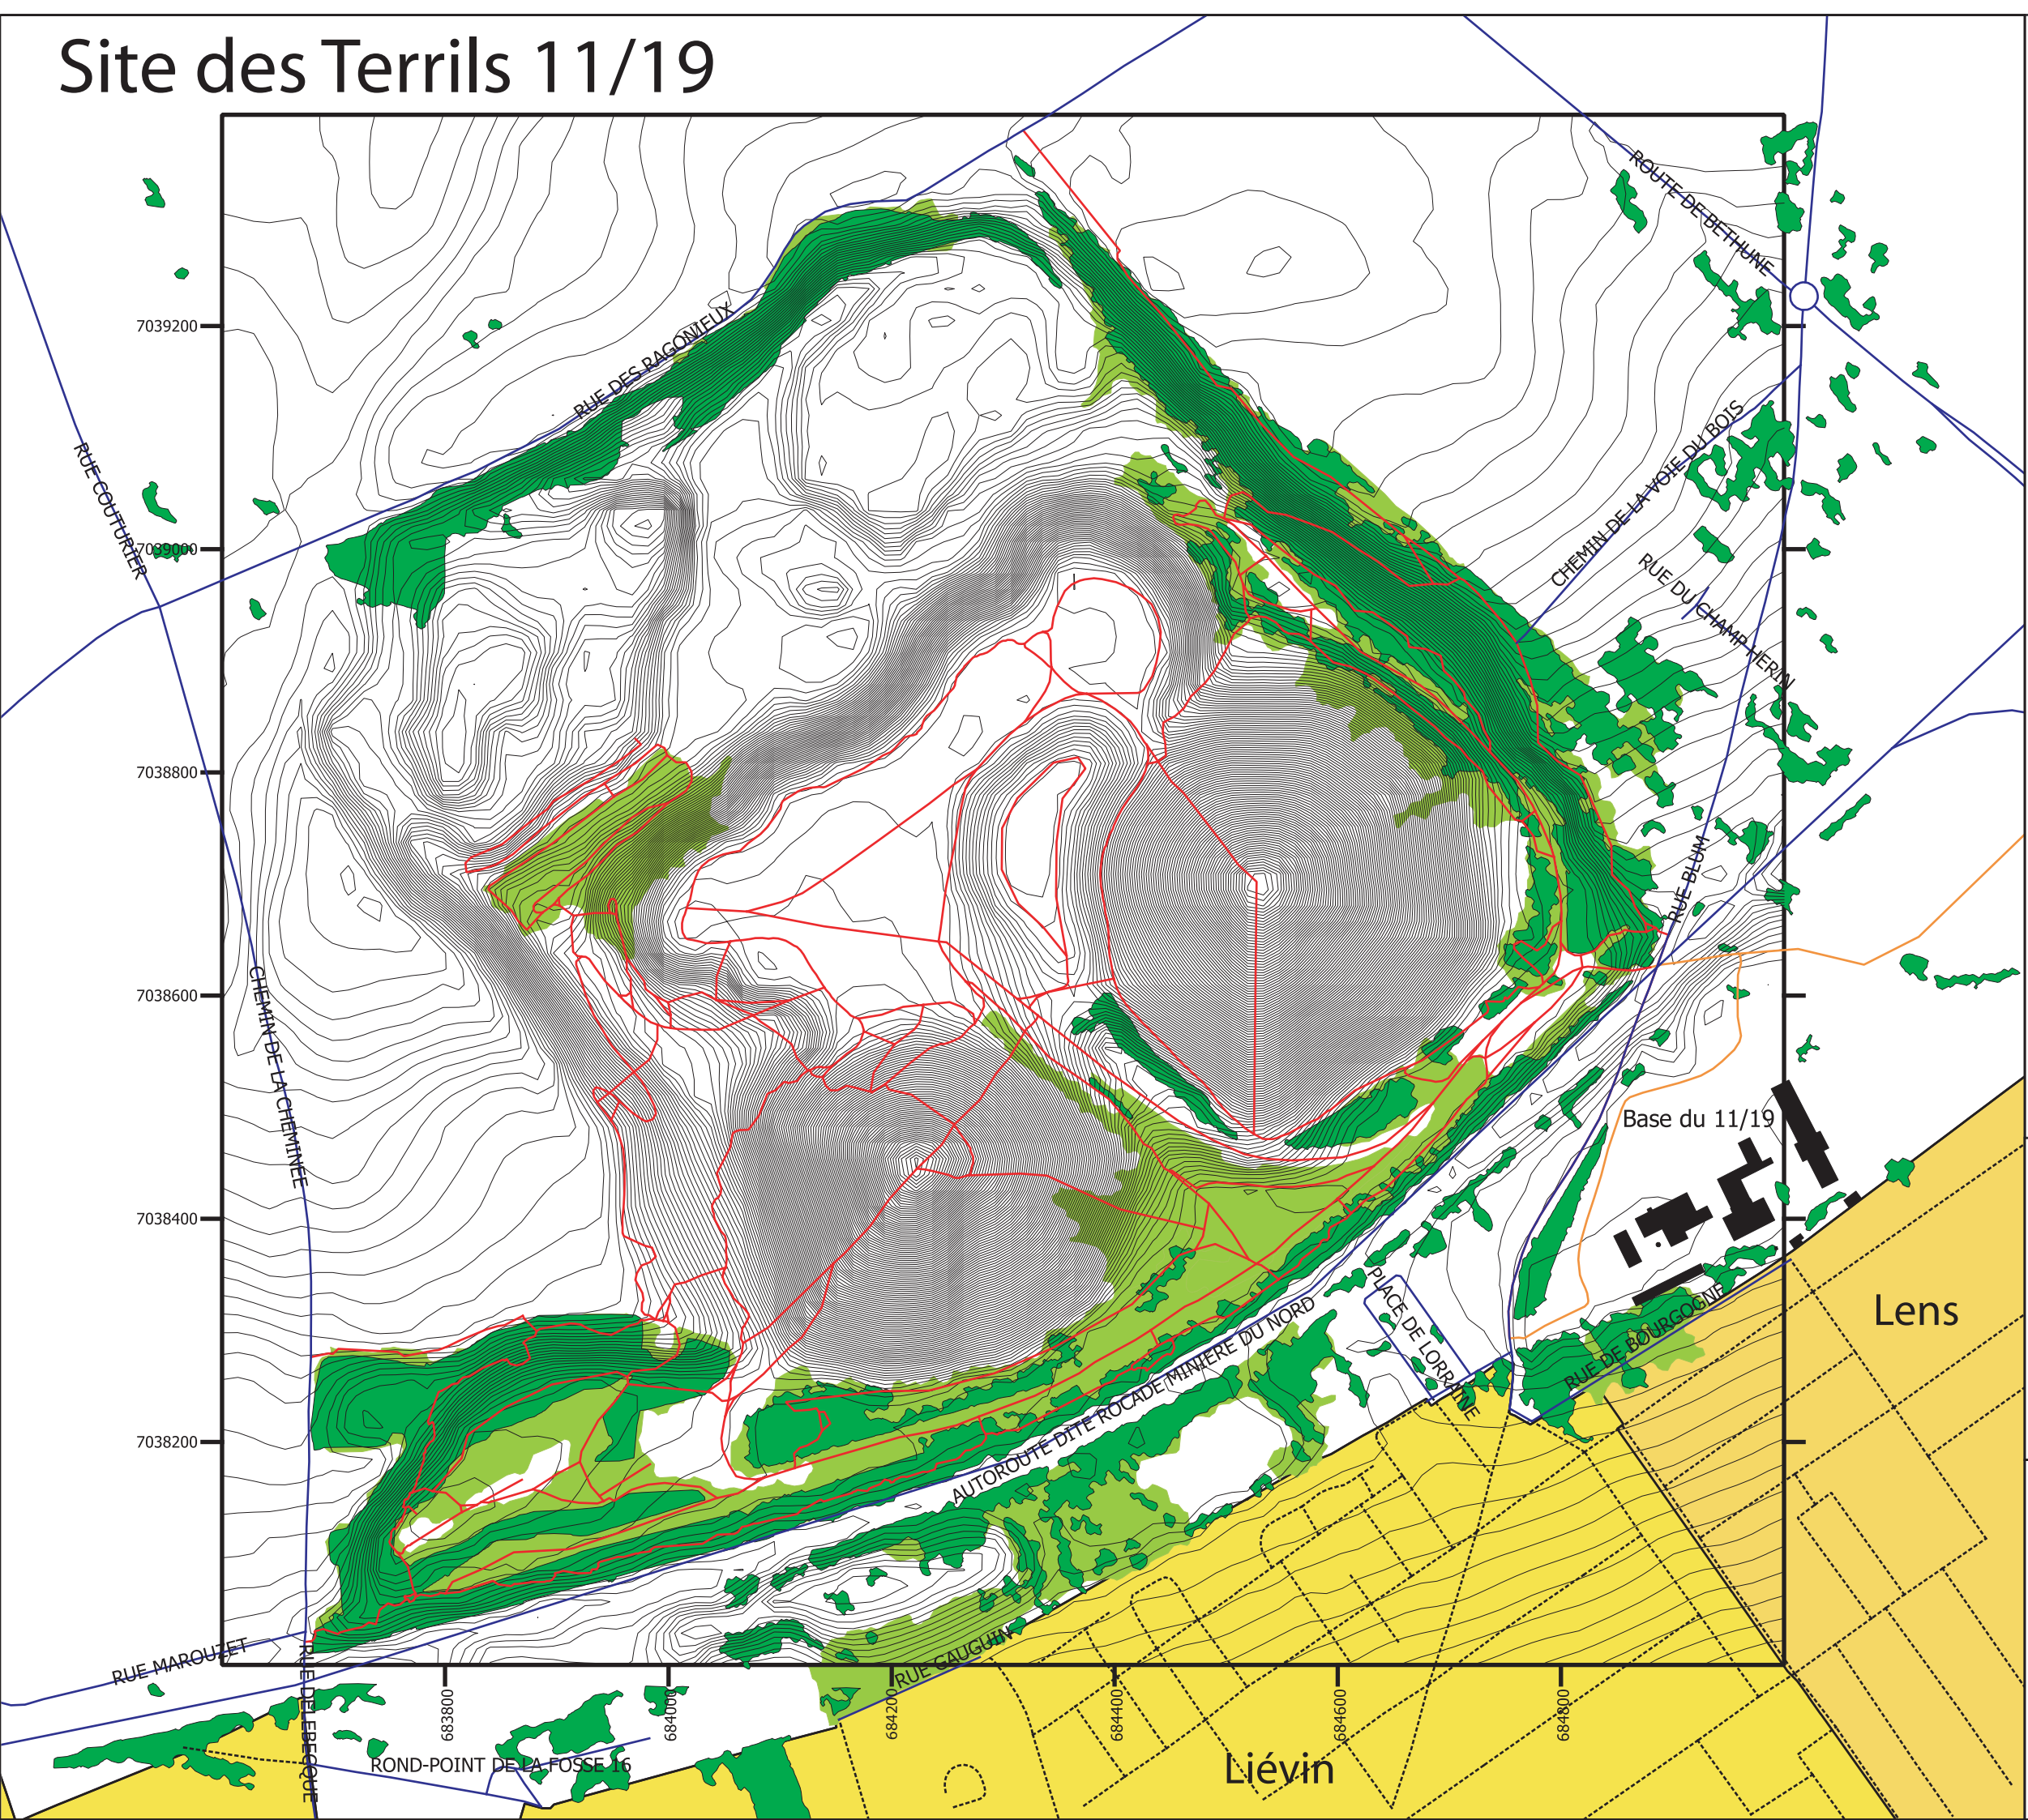 Site des Terrils 11/19
ROUTE DE BETHUNE
7039200
RUE DES RAGONIEUX
CHEMIN DE LA VOIE DU BOIS
RUE COUTURIER
7039000
RUE DU CHAMP HERIN
7038800
RUE BLUM
7038600
CHEMIN DE LA CHEMINEE
Base du 11/19
7038400
Lens
PLACE DE LORRAINE
RUE DE BOURGOGNE
AUTOROUTE DITE ROCADE MINIERE DU NORD
7038200
RUE MAROUZET
RUE GAUGUIN
RUE DELEBECQUE
683800
684000
684200
684400
684600
684800
ROND-POINT DE LA FOSSE 16
Liévin